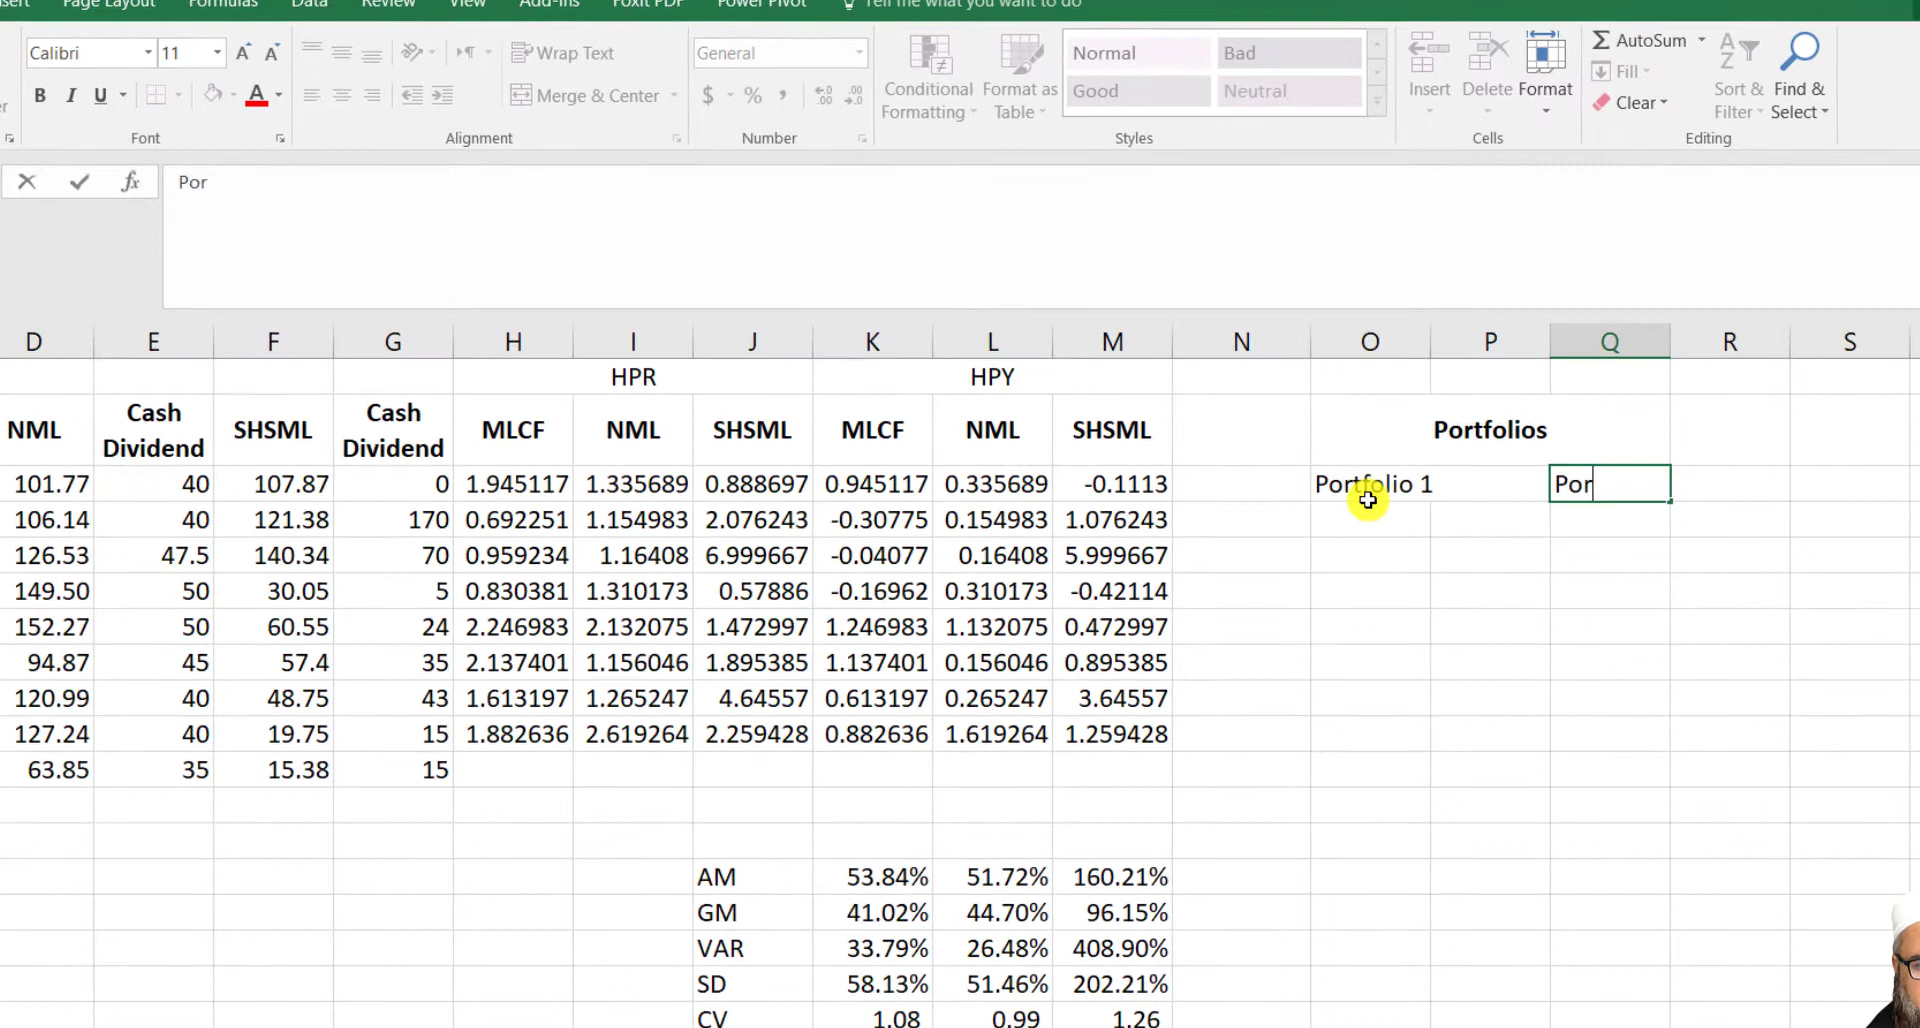 nsert Page Layout Formulas Data Review View Add-Ins Foxit PDF Power Pivot Tell me what you want to do
Calibri 11 A A Wrap Text General Normal Bad AutoSum
B I U A Merge & Center $ % , Conditional Formatting Format as Table Good Neutral Insert Delete Format Fill Clear Sort & Filter Find & Select
Font Alignment Number Styles Cells Editing
fx Por
D E F G H I J K L M N O P Q R S
HPR HPY
NML Cash Dividend SHSML Cash Dividend MLCF NML SHSML MLCF NML SHSML Portfolios
101.77 40 107.87 0 1.945117 1.335689 0.888697 0.945117 0.335689 -0.1113 Portfolio 1 Por
106.14 40 121.38 170 0.692251 1.154983 2.076243 -0.30775 0.154983 1.076243
126.53 47.5 140.34 70 0.959234 1.16408 6.999667 -0.04077 0.16408 5.999667
149.50 50 30.05 5 0.830381 1.310173 0.57886 -0.16962 0.310173 -0.42114
152.27 50 60.55 24 2.246983 2.132075 1.472997 1.246983 1.132075 0.472997
94.87 45 57.4 35 2.137401 1.156046 1.895385 1.137401 0.156046 0.895385
120.99 40 48.75 43 1.613197 1.265247 4.64557 0.613197 0.265247 3.64557
127.24 40 19.75 15 1.882636 2.619264 2.259428 0.882636 1.619264 1.259428
63.85 35 15.38 15
AM 53.84% 51.72% 160.21%
GM 41.02% 44.70% 96.15%
VAR 33.79% 26.48% 408.90%
SD 58.13% 51.46% 202.21%
CV 1.08 0.99 1.26